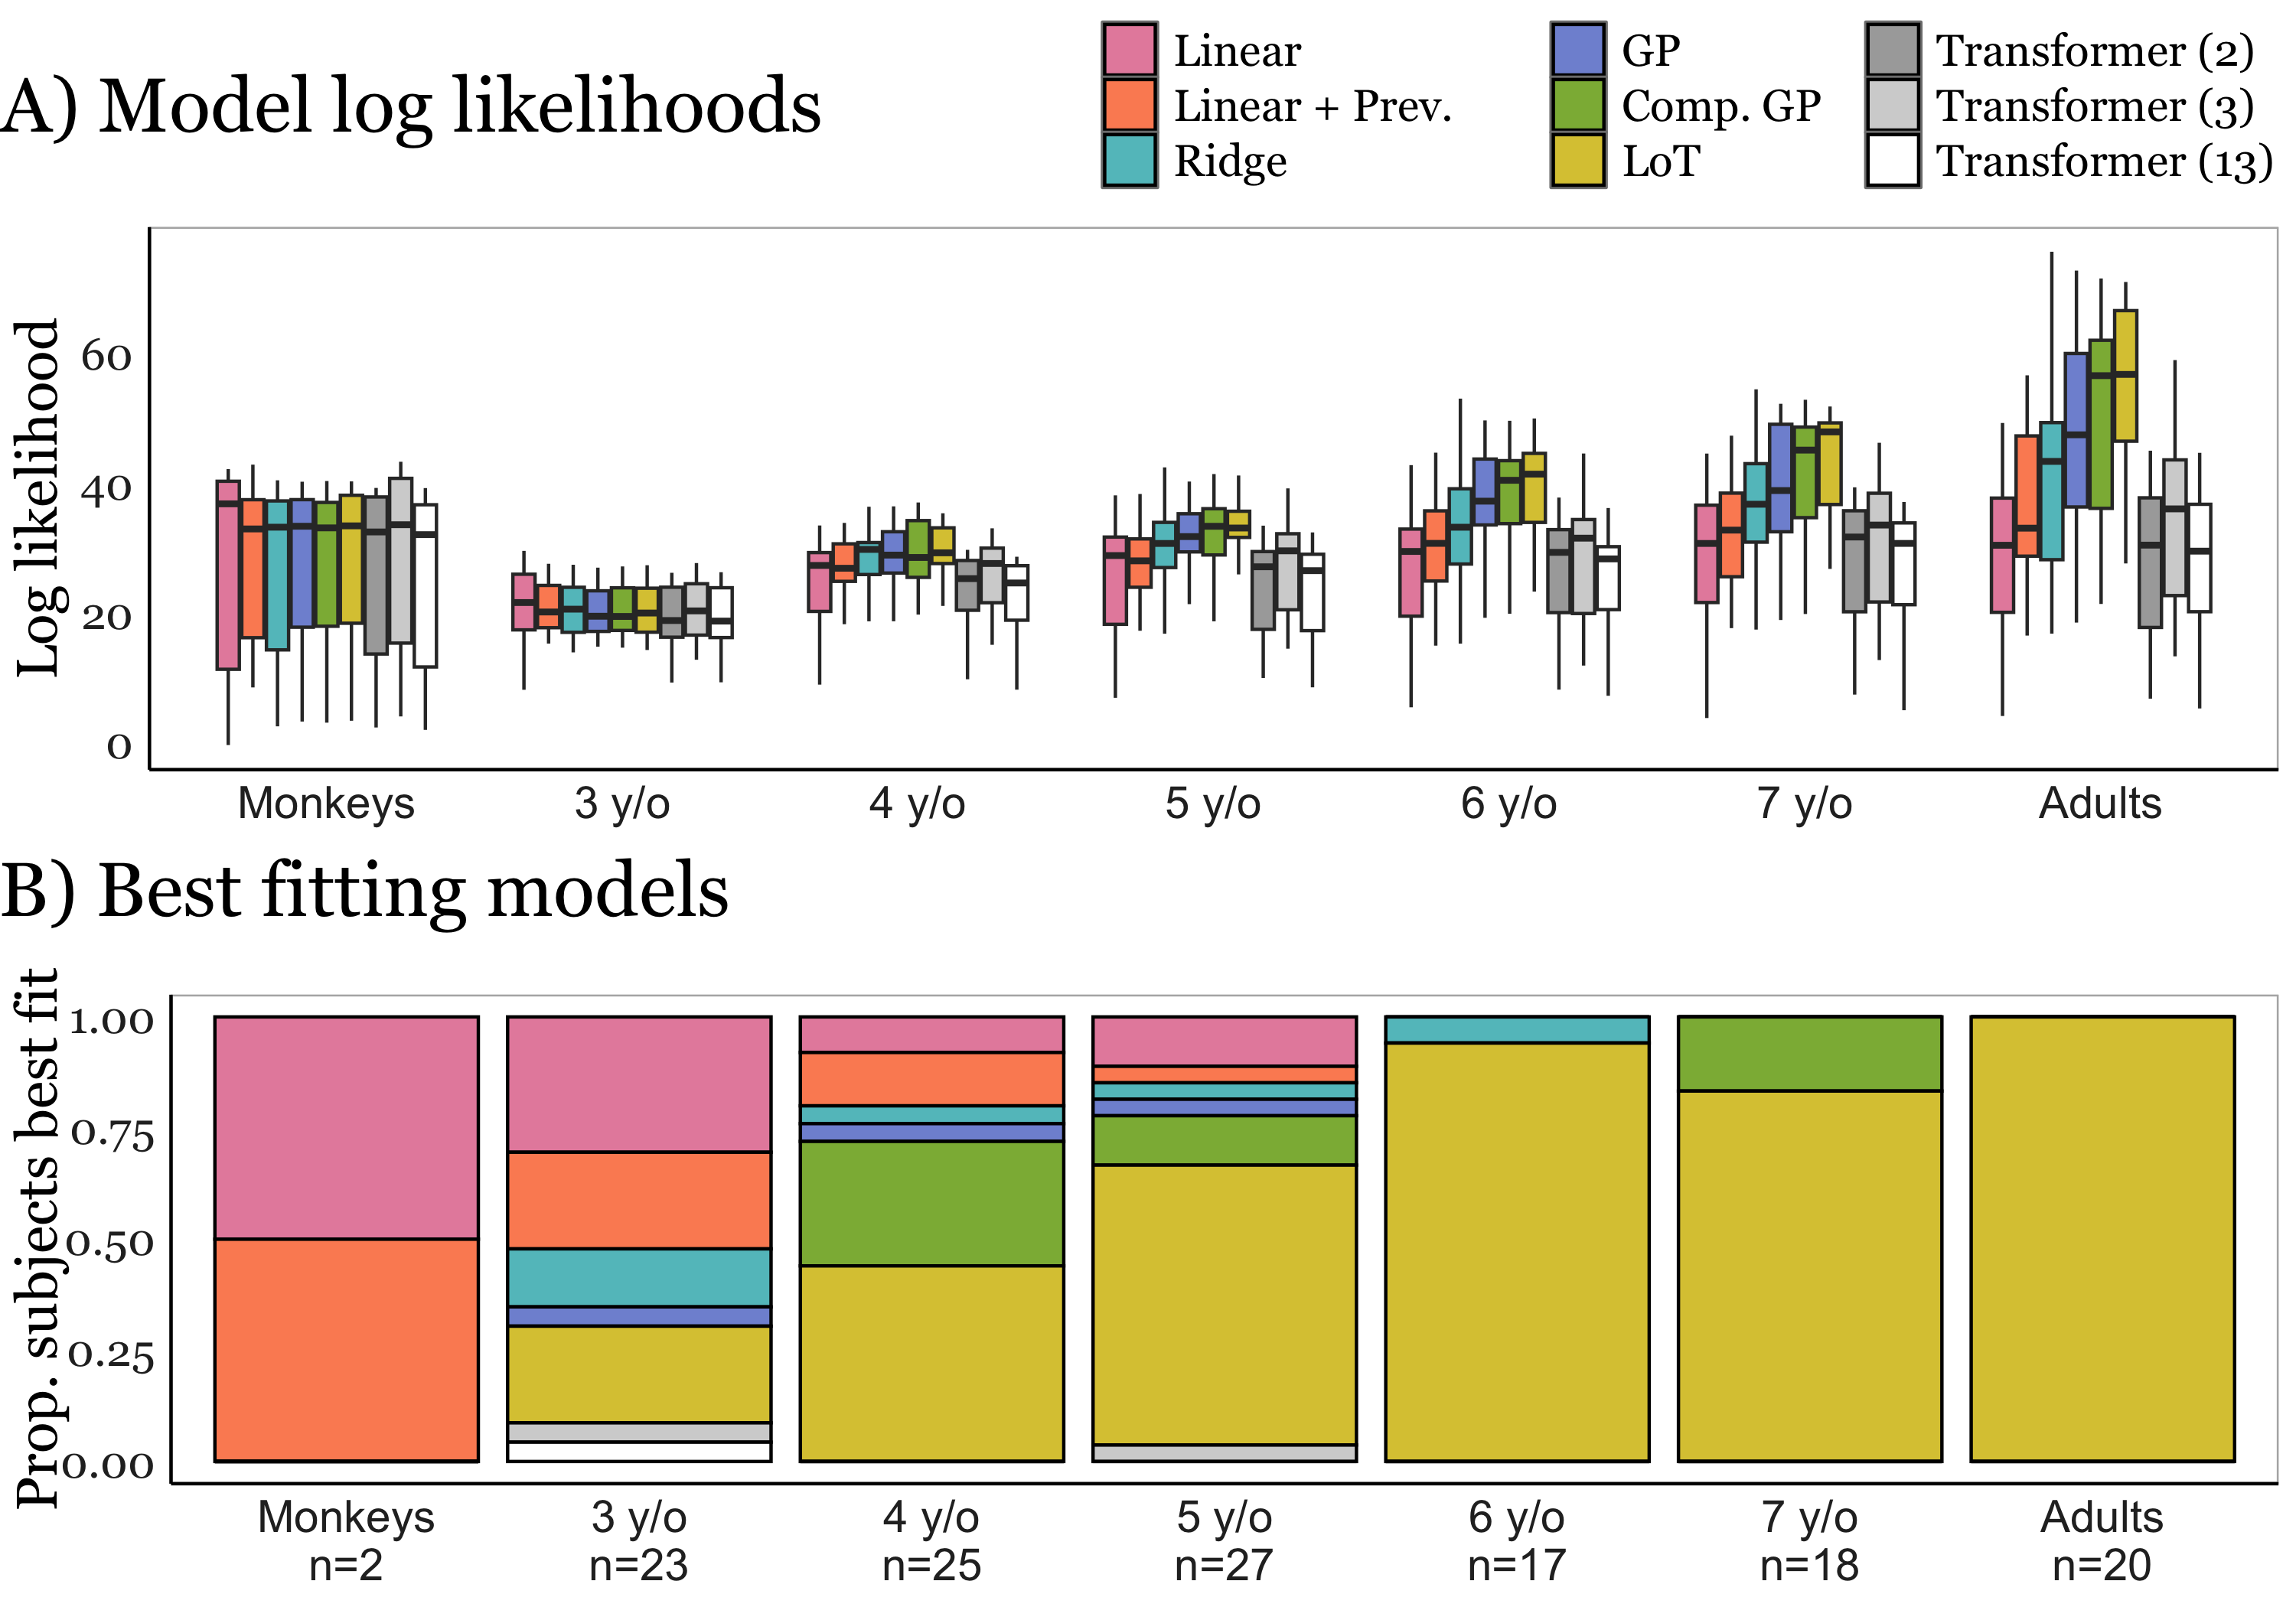 A) Model log likelihoods
Linear
Linear + Prev.
Ridge
GP
Comp. GP
LoT
Transformer (2)
Transformer (3)
Transformer (13)
Log likelihood
60
40
20
0
Monkeys 3 y/o 4 y/o 5 y/o 6 y/o 7 y/o Adults
B) Best fitting models
Prop. subjects best fit
1.00
0.75
0.50
0.25
0.00
Monkeys 3 y/o 4 y/o 5 y/o 6 y/o 7 y/o Adults
n=2 n=23 n=25 n=27 n=17 n=18 n=20